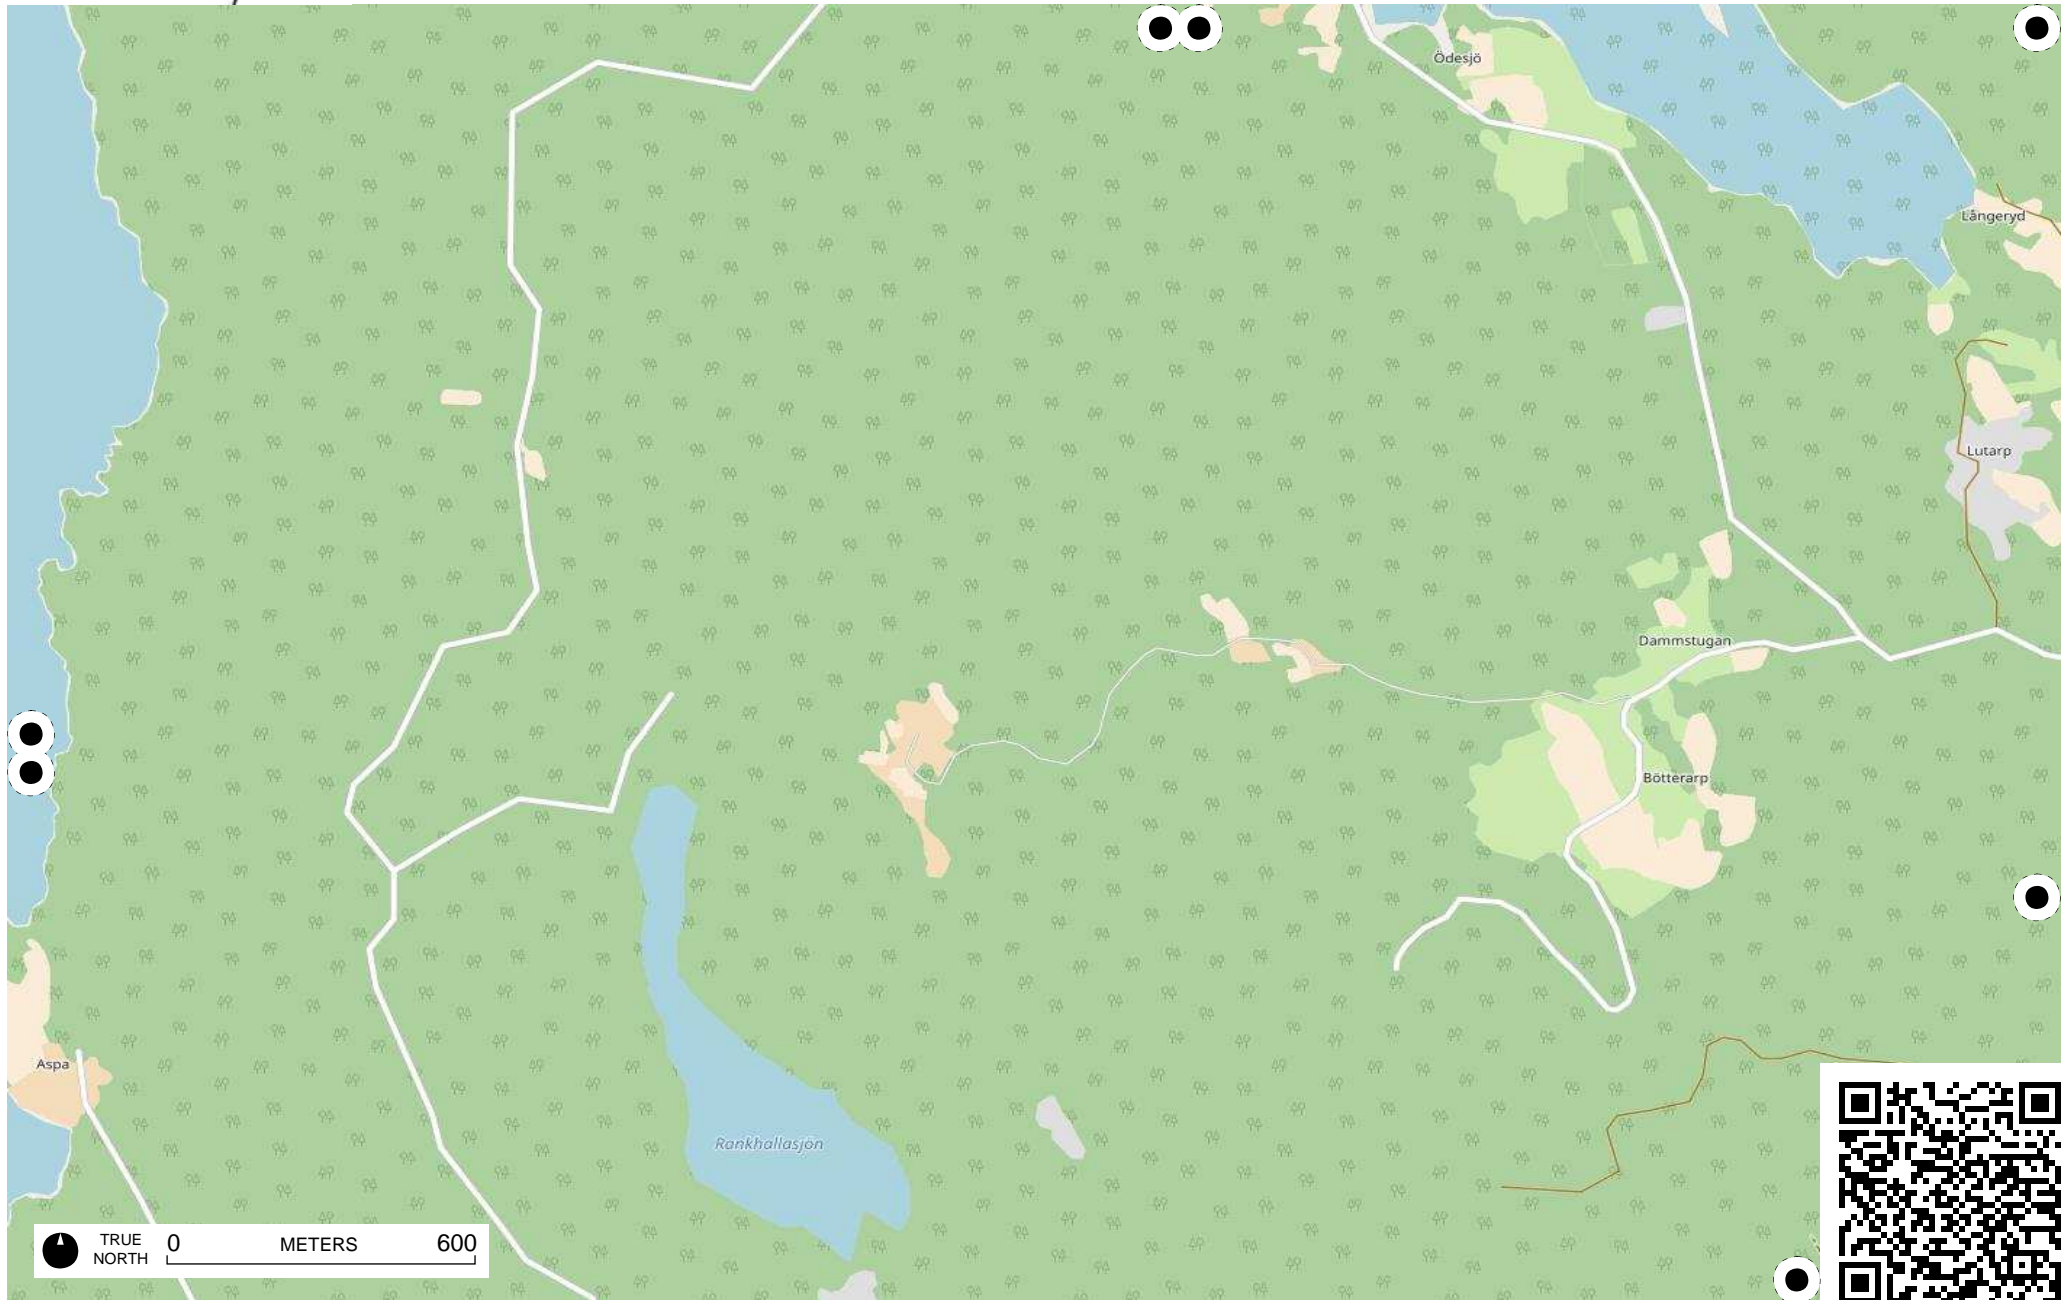 Ödesjö
Långeryd
Lutarp
Dammstugan
Bötterarp
Aspa
Rankhallasjön
TRUE
NORTH
0 METERS 600